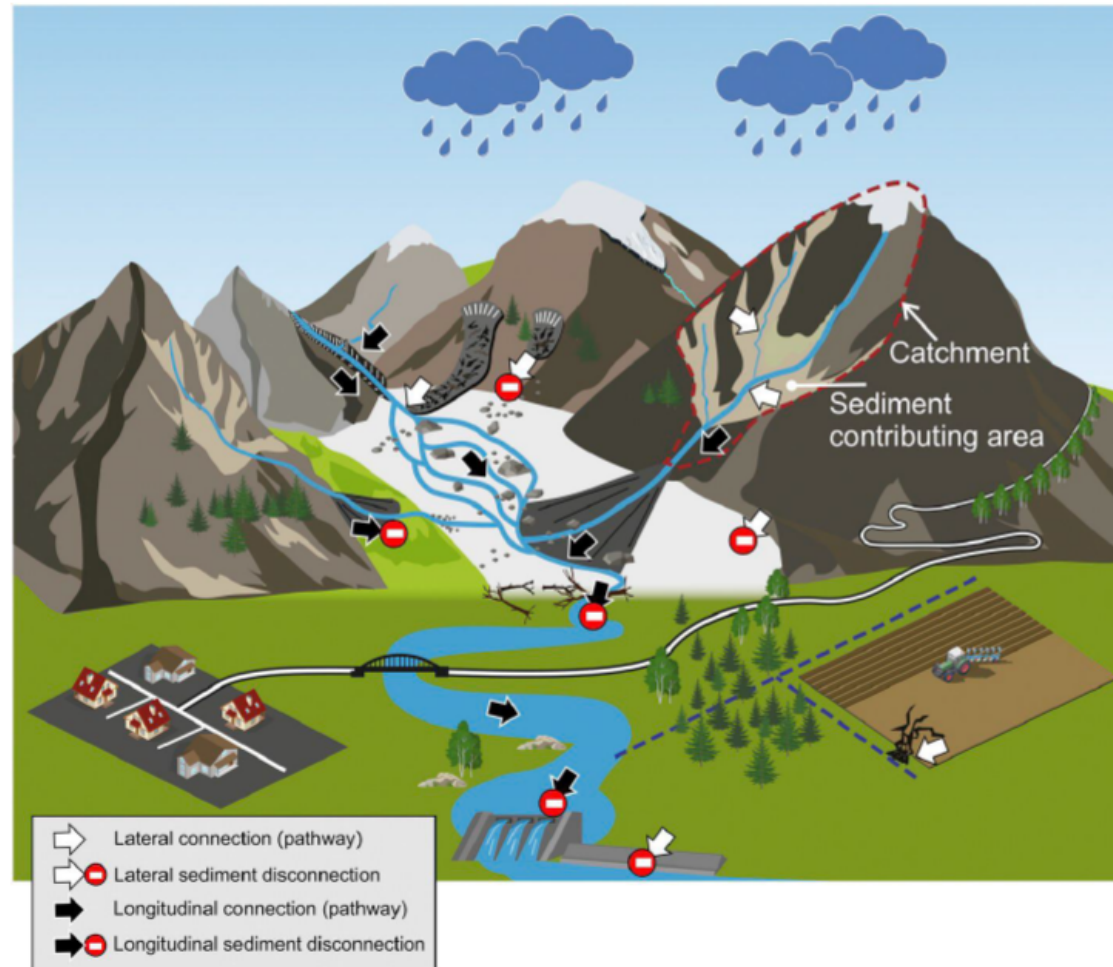 Catchment
Sediment
contributing area
Lateral connection (pathway)
Lateral sediment disconnection
Longitudinal connection (pathway)
Longitudinal sediment disconnection